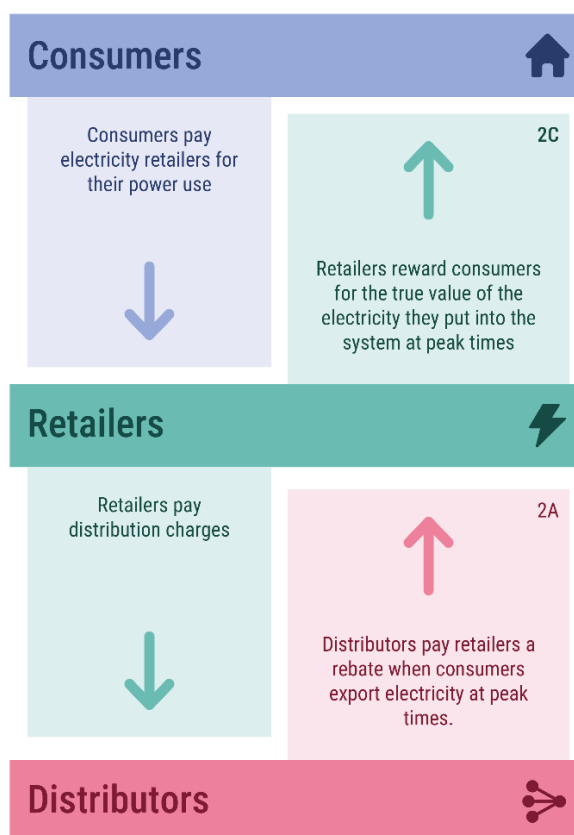 Consumers
Consumers pay
electricity retailers for
their power use
2C
Retailers reward consumers
for the true value of the
electricity they put into the
system at peak times
Retailers
Retailers pay
distribution charges
2A
Distributors pay retailers a
rebate when consumers
export electricity at peak
times.
Distributors